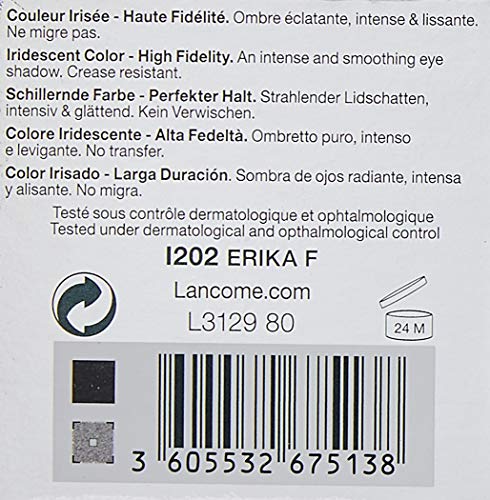 Couleur Irisée - Haute Fidélité. Ombre éclatante, intense & lissante.
Ne migre pas.
Iridescent Color - High Fidelity. An intense and smoothing eye
shadow. Crease resistant.
Schillernde Farbe - Perfekter Halt. Strahlender Lidschatten,
intensiv & glättend. Kein Verwischen.
Colore Iridescente - Alta Fedeltà. Ombretto puro, intenso
e levigante. No transfer.
Color Irisado - Larga Duración. Sombra de ojos radiante, intensa
y alisante. No migra.
Testé sous contrôle dermatologique et ophtalmologique
Tested under dermatological and opthalmological control
I202 ERIKA F
Lancome.com
L3129 80
24 M
3 605532 675138